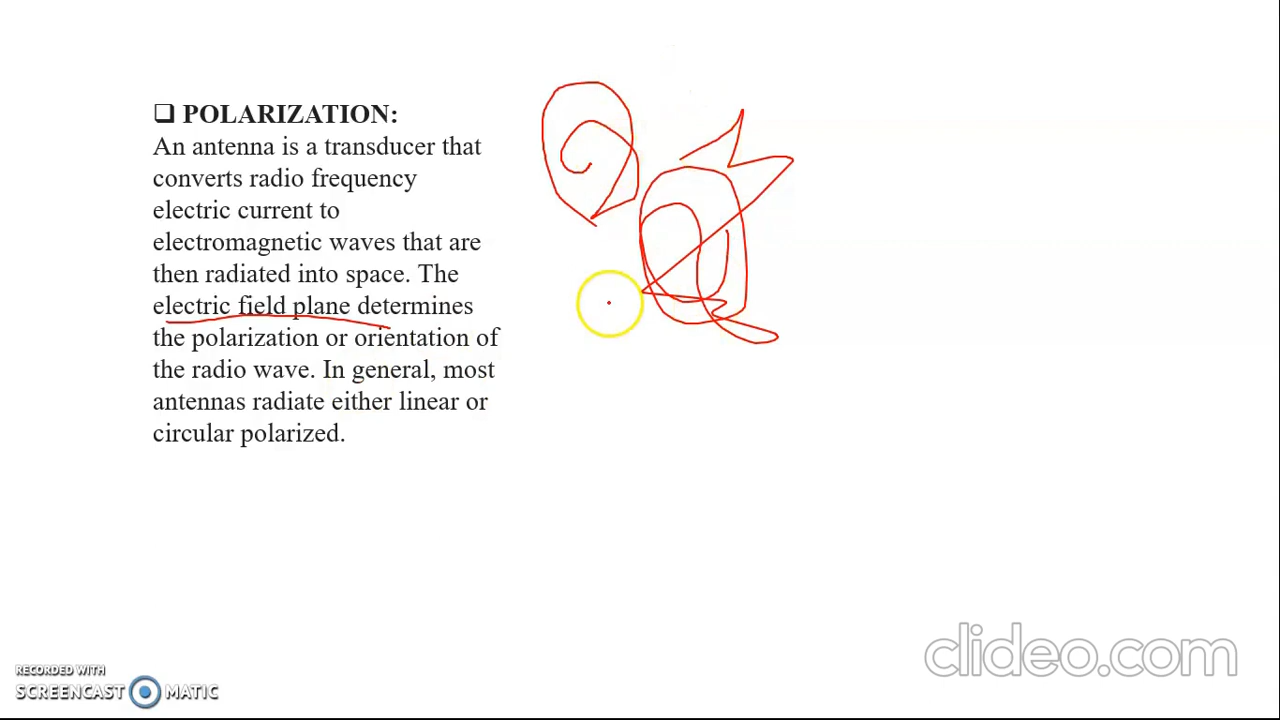 ❑ POLARIZATION:
An antenna is a transducer that
converts radio frequency
electric current to
electromagnetic waves that are
then radiated into space. The
electric field plane determines
the polarization or orientation of
the radio wave. In general, most
antennas radiate either linear or
circular polarized.
RECORDED WITH
SCREENCAST MATIC
clideo.com